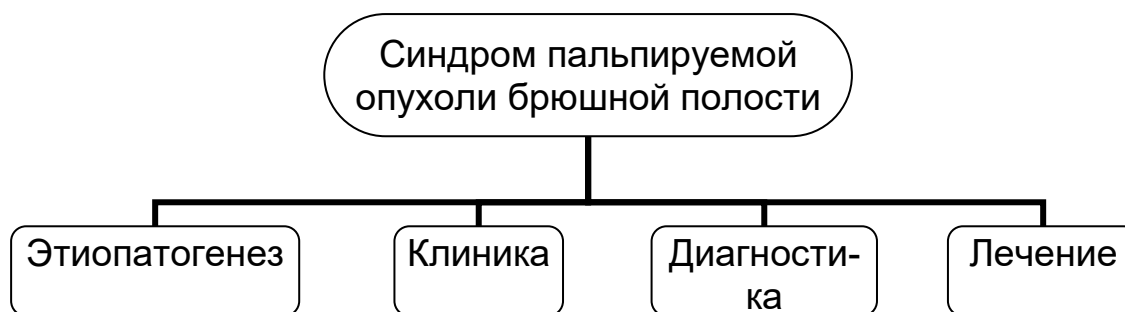 Синдром пальпируемой
опухоли брюшной полости
Этиопатогенез
Клиника
Диагности-
ка
Лечение